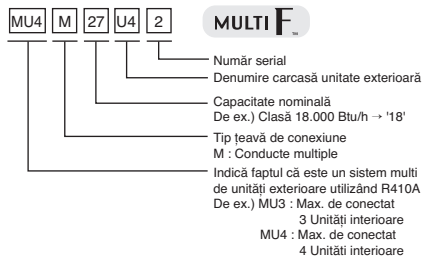 MU4 M 27 U4 2 MULTI F™
Număr serial
Denumire carcasă unitate exterioară
Capacitate nominală
De ex.) Clasă 18.000 Btu/h → '18'
Tip țeavă de conexiune
M : Conducte multiple
Indică faptul că este un sistem multi
de unități exterioare utilizând R410A
De ex.) MU3 : Max. de conectat
3 Unități interioare
MU4 : Max. de conectat
4 Unităti interioare